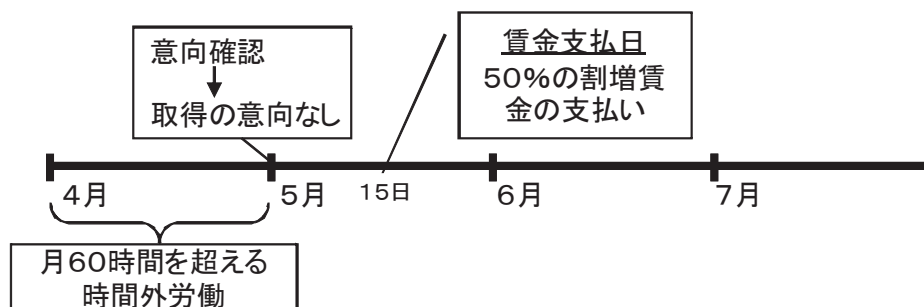 意向確認
取得の意向なし
賃金支払日
50%の割増賃
金の支払い
4月
5月
15日
6月
7月
月60時間を超える
時間外労働